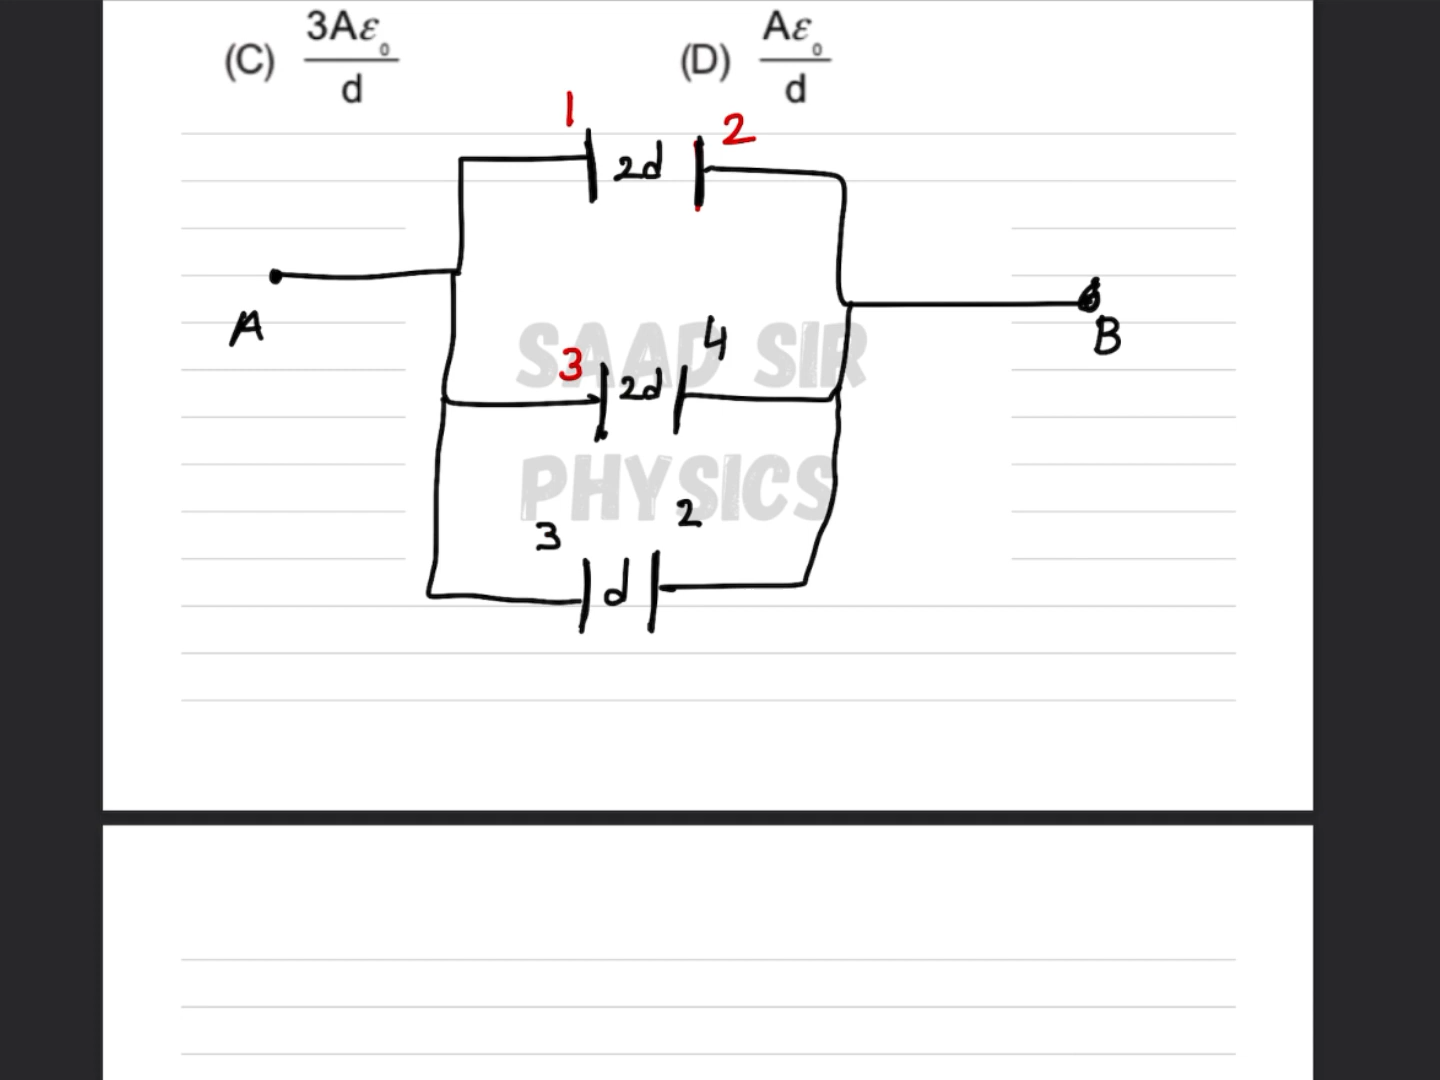 (C) 3Aε₀/d (D) Aε₀/d
1 2
2d
A B
3 4
2d
SAAD SIR
PHYSICS
3 2
d